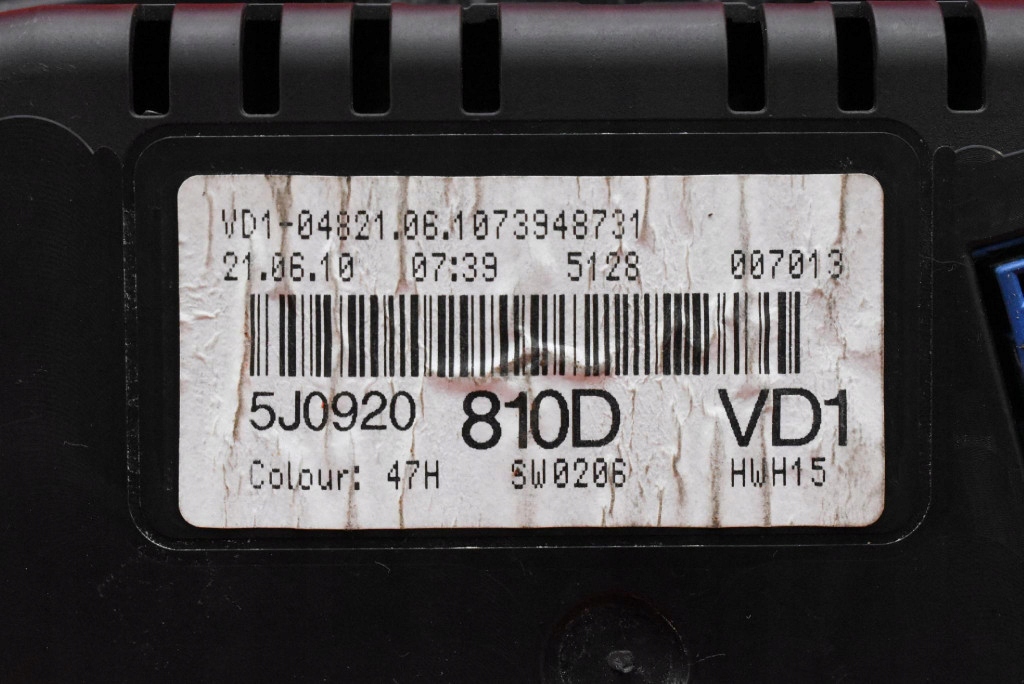 VD1-04821.06.1073948731
21.06.10 07:39 5128 007013
5J0920 810D VD1
Colour: 47H SW0206 HWH15